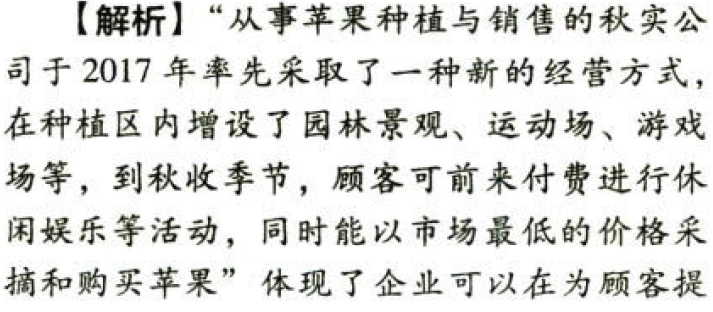 【解析】“从事苹果种植与销售的秋实公
司于2017年率先采取了一种新的经营方式，
在种植区内增设了园林景观、运动场、游戏
场等，到秋收季节，顾客可前来付费进行休
闲娱乐等活动，同时能以市场最低的价格采
摘和购买苹果”体现了企业可以在为顾客提